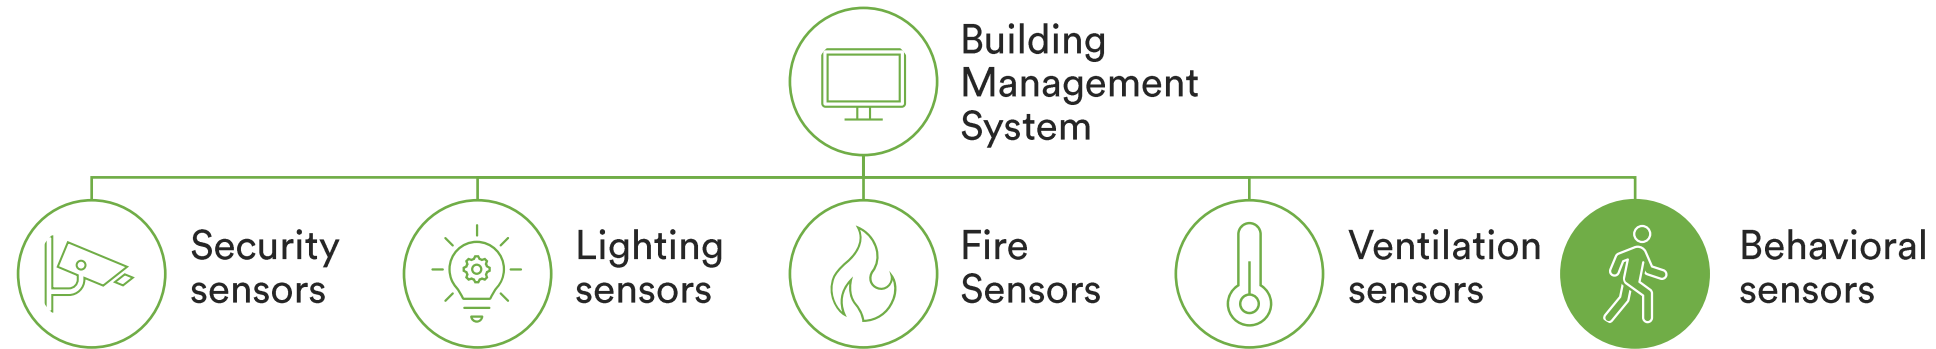 Building
Management
System
Security
sensors
Lighting
sensors
Fire
Sensors
Ventilation
sensors
Behavioral
sensors